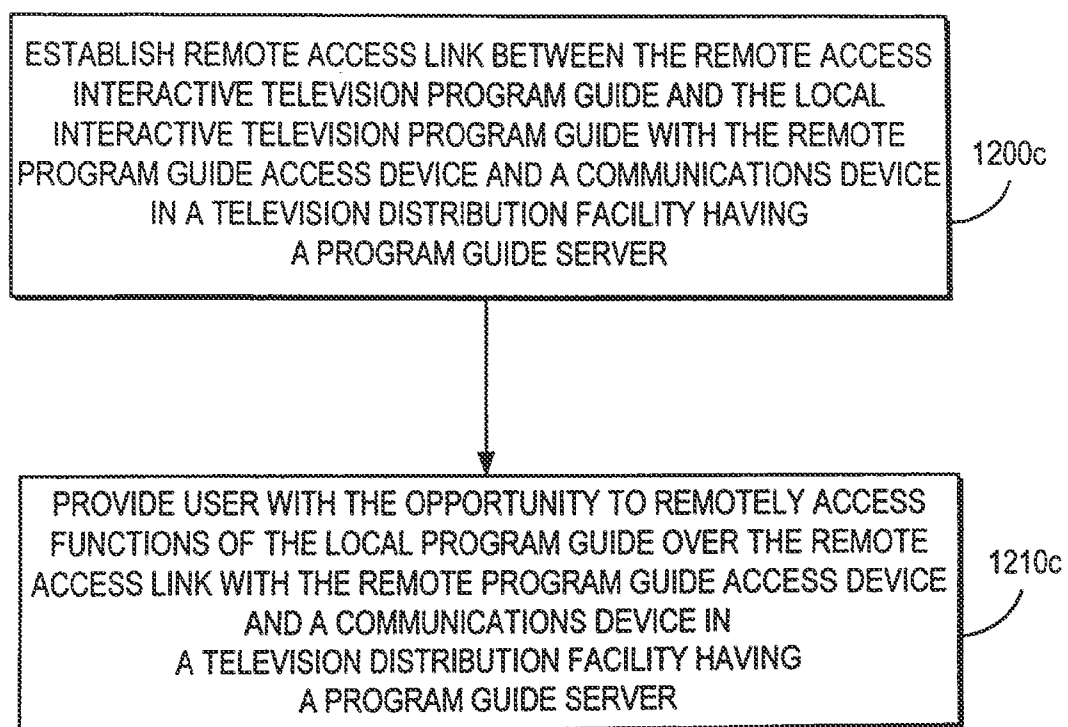 ESTABLISH REMOTE ACCESS LINK BETWEEN THE REMOTE ACCESS
INTERACTIVE TELEVISION PROGRAM GUIDE AND THE LOCAL
INTERACTIVE TELEVISION PROGRAM GUIDE WITH THE REMOTE
PROGRAM GUIDE ACCESS DEVICE AND A COMMUNICATIONS DEVICE
IN A TELEVISION DISTRIBUTION FACILITY HAVING
A PROGRAM GUIDE SERVER
1200c
PROVIDE USER WITH THE OPPORTUNITY TO REMOTELY ACCESS
FUNCTIONS OF THE LOCAL PROGRAM GUIDE OVER THE REMOTE
ACCESS LINK WITH THE REMOTE PROGRAM GUIDE ACCESS DEVICE
AND A COMMUNICATIONS DEVICE IN
A TELEVISION DISTRIBUTION FACILITY HAVING
A PROGRAM GUIDE SERVER
1210c